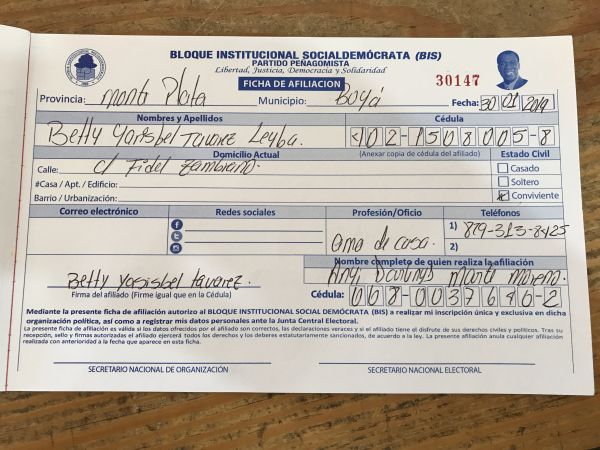 BLOQUE INSTITUCIONAL SOCIALDEMÓCRATA (BIS)
PARTIDO PEÑAGOMISTA
Libertad, Justicia, Democracia y Solidaridad
FICHA DE AFILIACION
30147
Provincia: Monte Plata Municipio: Boyá Fecha: 30 01 2019
Nombres y Apellidos Cédula
Betty Yarisbel Tavarez Leyba. 402-1508005-8
Domicilio Actual (Anexar copia de cédula del afiliado) Estado Civil
Calle: c/ Fidel Zambrano. Casado
#Casa / Apt. / Edificio: Soltero
Barrio / Urbanización: Conviviente
Correo electrónico Redes sociales Profesión/Oficio Teléfonos
1) 829-313-8425
Ama de casa. 2)
Nombre completo de quien realiza la afiliación
Betty Yasisbel tavarez. Moreno.
Firma del afiliado (Firme igual que en la Cédula) Cédula: 068-0037640-2
Mediante la presente ficha de afiliación autorizo al BLOQUE INSTITUCIONAL SOCIAL DEMÓCRATA (BIS) a realizar mi inscripción única y exclusiva en dicha
organización política, así como a registrar mis datos personales ante la Junta Central Electoral.
La presente ficha de afiliación es válida si los datos ofrecidos por el afiliado son correctos, las declaraciones veraces y si el afiliado tiene el disfrute de sus derechos civiles y políticos. Tras su
recepción, sello y firmas autorizadas el afiliado ejercerá todos los derechos y los deberes estatutariamente sancionados, de acuerdo a la ley. La presente afiliación anula cualquier afiliación
realizada con anterioridad a la fecha que aparece en esta ficha.
SECRETARIO NACIONAL DE ORGANIZACIÓN SECRETARIO NACIONAL ELECTORAL